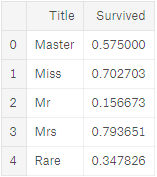 Title Survived
0 Master 0.575000
1 Miss 0.702703
2 Mr 0.156673
3 Mrs 0.793651
4 Rare 0.347826